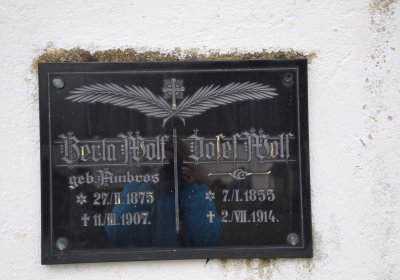 Berta Wolf
geb. Ambros
* 27./II. 1875
✝ 11./III. 1907.
Josef Wolf
* 7./I. 1855
✝ 2./VII. 1914.